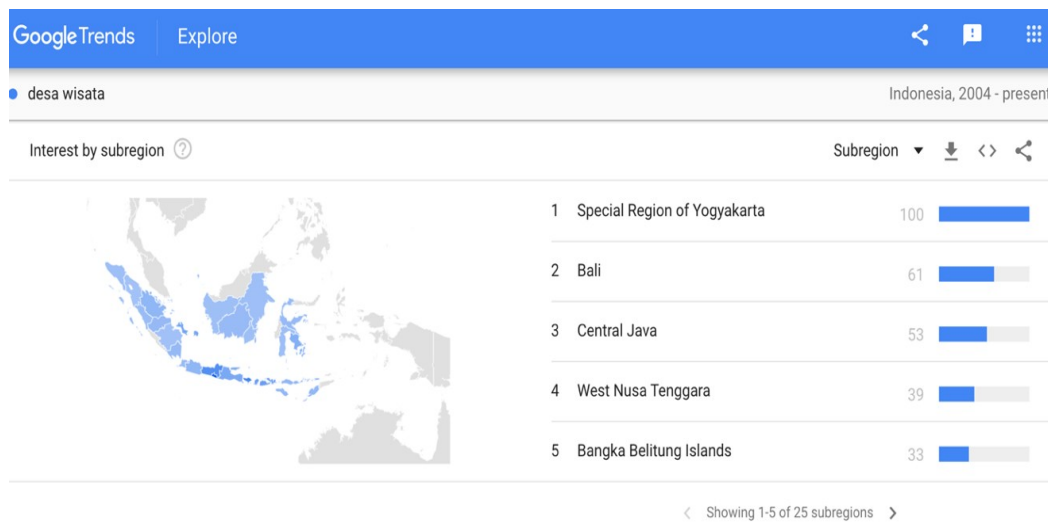 Google Trends Explore
desa wisata Indonesia, 2004 - present
Interest by subregion Subregion
1 Special Region of Yogyakarta 100
2 Bali 61
3 Central Java 53
4 West Nusa Tenggara 39
5 Bangka Belitung Islands 33
Showing 1-5 of 25 subregions